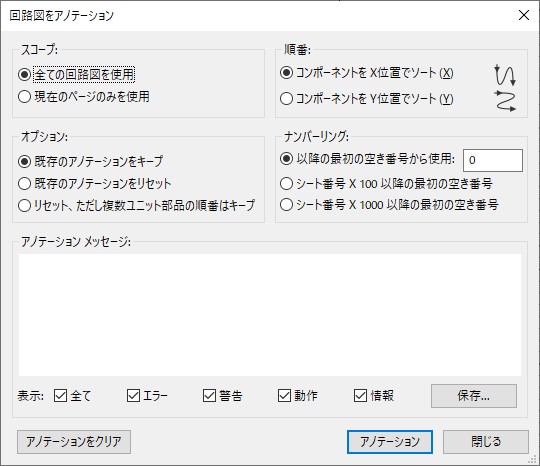 回路図をアノテーション
スコープ:
全ての回路図を使用
現在のページのみを使用
順番:
コンポーネントを X位置でソート (X)
コンポーネントを Y位置でソート (Y)
オプション:
既存のアノテーションをキープ
既存のアノテーションをリセット
リセット、ただし複数ユニット部品の順番はキープ
ナンバーリング:
以降の最初の空き番号から使用: 0
シート番号 X 100 以降の最初の空き番号
シート番号 X 1000 以降の最初の空き番号
アノテーション メッセージ:
表示: 全て エラー 警告 動作 情報 保存...
アノテーションをクリア アノテーション 閉じる